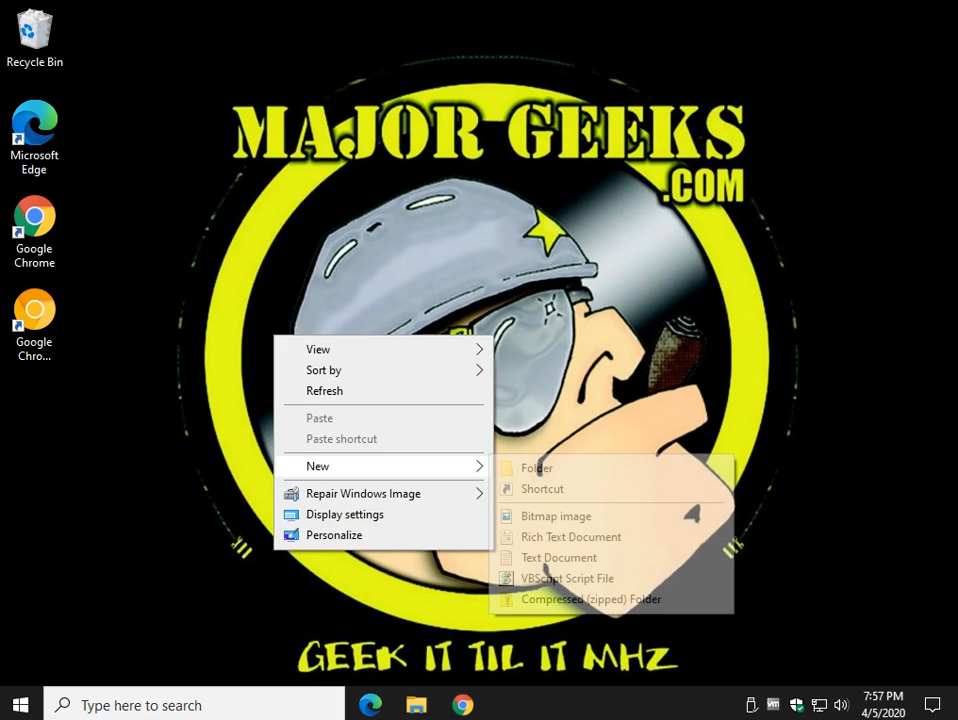 Recycle Bin
Microsoft
Edge
Google
Chrome
Google
Chro...
MAJOR GEEKS
.COM
View
Sort by
Refresh
Paste
Paste shortcut
New
Repair Windows Image
Display settings
Personalize
Folder
Shortcut
Bitmap image
Rich Text Document
Text Document
VBScript Script File
Compressed (zipped) Folder
GEEK IT TIL IT MHZ
Type here to search
vm
7:57 PM
4/5/2020